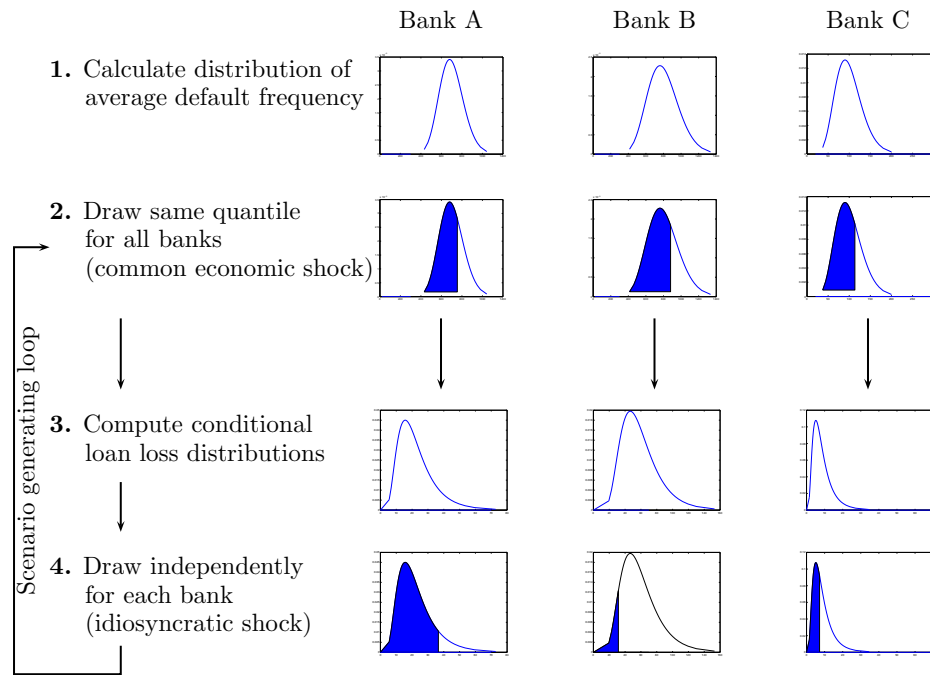 Bank A Bank B Bank C
1. Calculate distribution of
average default frequency
2. Draw same quantile
for all banks
(common economic shock)
3. Compute conditional
loan loss distributions
4. Draw independently
for each bank
(idiosyncratic shock)
Scenario generating loop